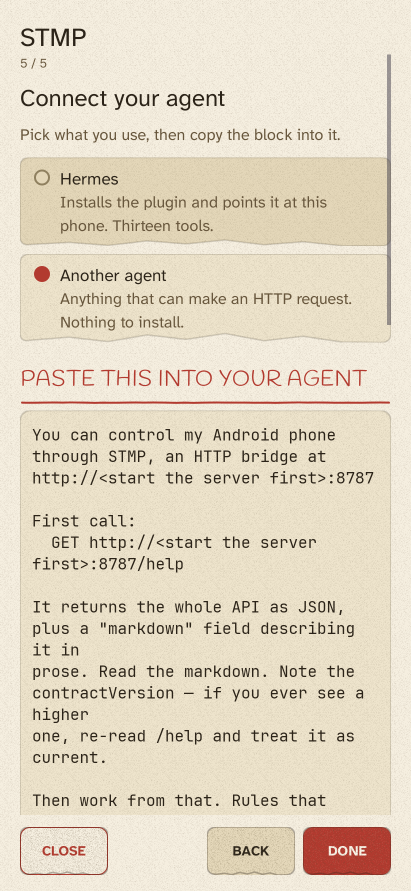 STMP
5 / 5
Connect your agent
Pick what you use, then copy the block into it.
Hermes
Installs the plugin and points it at this
phone. Thirteen tools.
Another agent
Anything that can make an HTTP request.
Nothing to install.
PASTE THIS INTO YOUR AGENT
You can control my Android phone
through STMP, an HTTP bridge at
http://<start the server first>:8787
First call:
  GET http://<start the server
first>:8787/help
It returns the whole API as JSON,
plus a "markdown" field describing
it in
prose. Read the markdown. Note the
contractVersion — if you ever see a
higher
one, re-read /help and treat it as
current.
Then work from that. Rules that
CLOSE
BACK
DONE